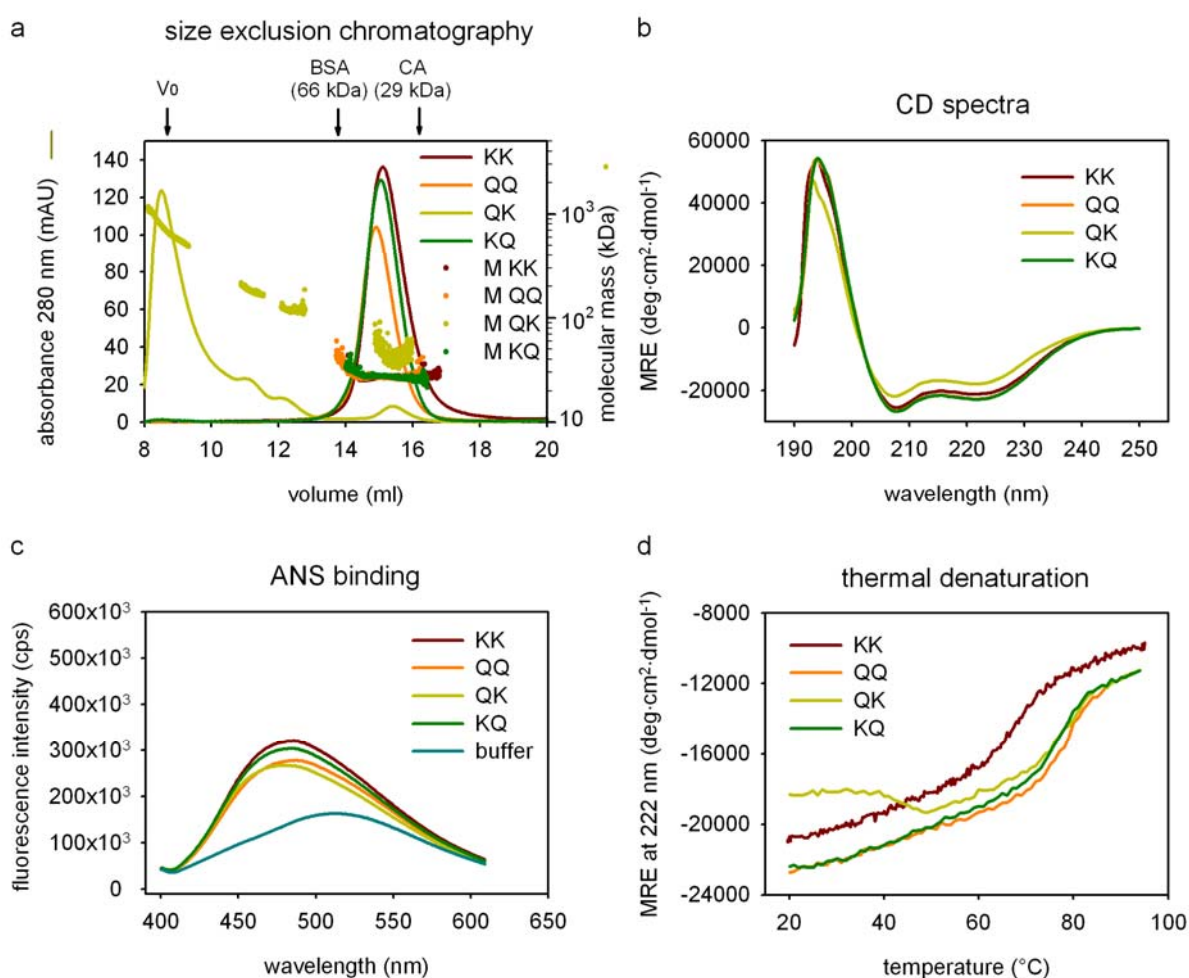 a
size exclusion chromatography
V₀
BSA
(66 kDa)
CA
(29 kDa)
absorbance 280 nm (mAU)
140
120
100
80
60
40
20
0
KK
QQ
QK
KQ
M KK
M QQ
M QK
M KQ
10³
10²
10
molecular mass (kDa)
8 10 12 14 16 18 20
volume (ml)
b
CD spectra
MRE (deg·cm²·dmol⁻¹)
60000
40000
20000
0
-20000
KK
QQ
QK
KQ
190 200 210 220 230 240 250
wavelength (nm)
c
ANS binding
fluorescence intensity (cps)
600x10³
500x10³
400x10³
300x10³
200x10³
100x10³
0
KK
QQ
QK
KQ
buffer
400 450 500 550 600 650
wavelength (nm)
d
thermal denaturation
MRE at 222 nm (deg·cm²·dmol⁻¹)
-8000
-12000
-16000
-20000
-24000
KK
QQ
QK
KQ
20 40 60 80 100
temperature (°C)